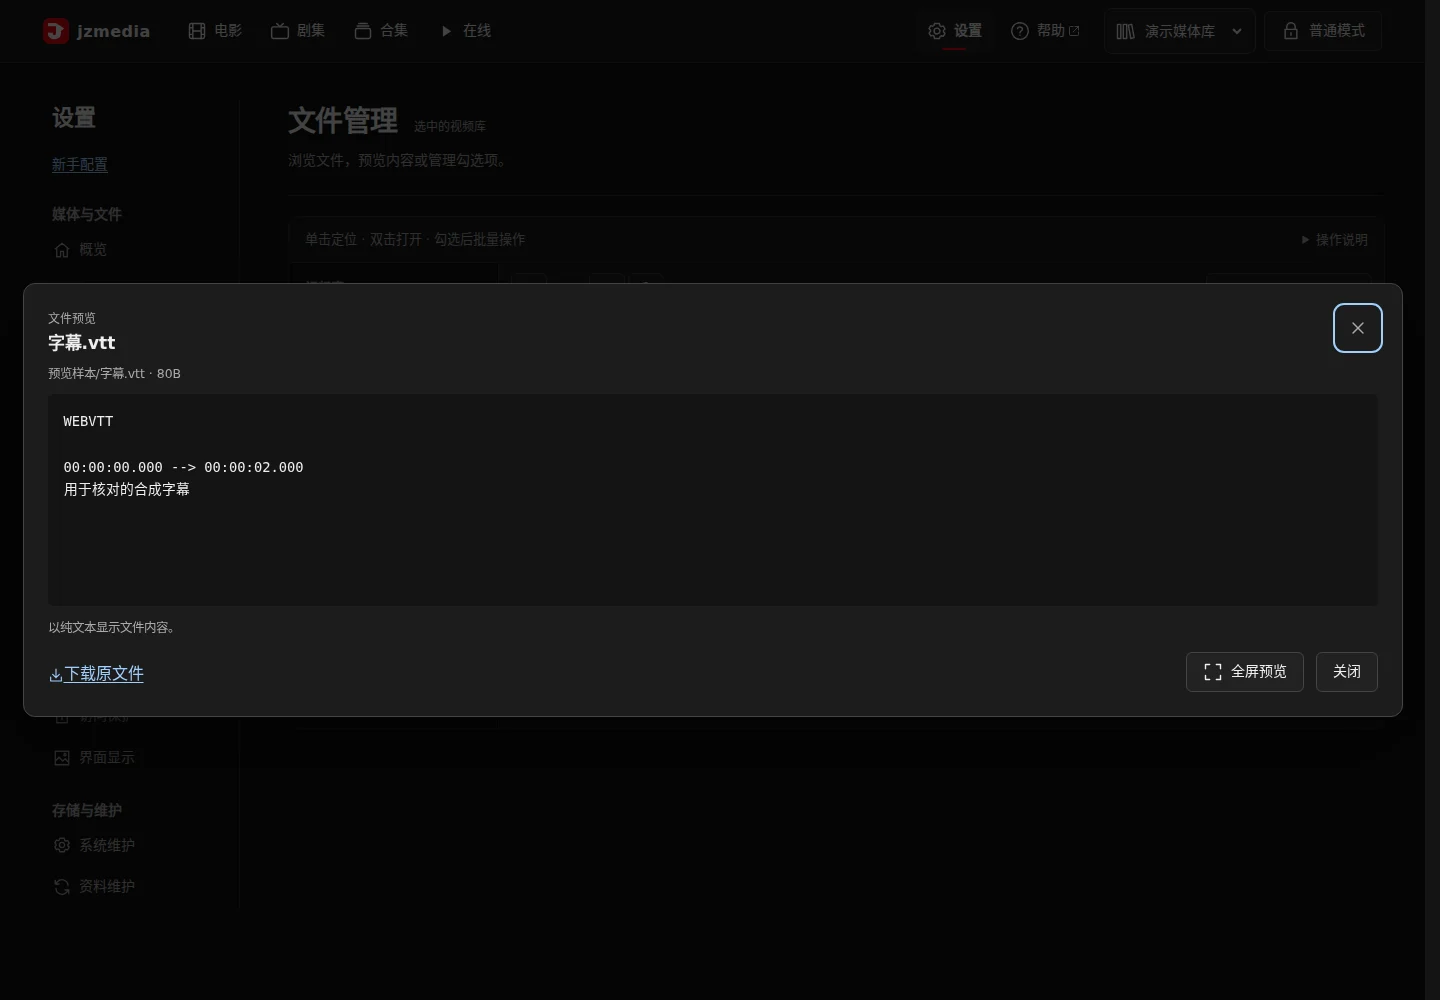 jzmedia
电影
剧集
合集
在线
设置
帮助
演示媒体库
普通模式
设置
新手配置
媒体与文件
概览
文件管理
选中的视频库
浏览文件，预览内容或管理勾选项。
单击定位 · 双击打开 · 勾选后批量操作
操作说明
文件预览
字幕.vtt
预览样本/字幕.vtt · 80B
WEBVTT
00:00:00.000 --> 00:00:02.000
用于核对的合成字幕
以纯文本显示文件内容。
下载原文件
全屏预览
关闭
界面显示
存储与维护
系统维护
资料维护